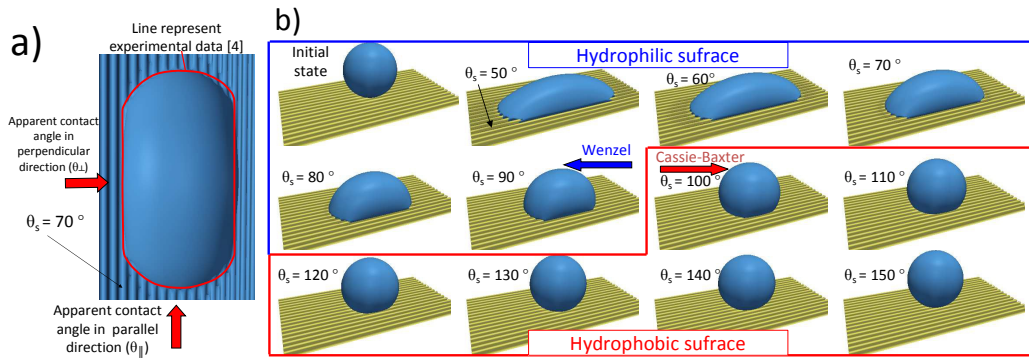 a)
Line represent
experimental data [4]
Apparent contact
angle in
perpendicular
direction (θ⊥)
θs = 70 °
Apparent contact
angle in parallel
direction (θ∥)
b)
Hydrophilic sufrace
Initial
state
θs = 50 °
θs = 60°
θs = 70 °
θs = 80 °
θs = 90 °
Wenzel
Cassie-Baxter
θs = 100°
θs = 110 °
θs = 120 °
θs = 130 °
θs = 140 °
θs = 150 °
Hydrophobic sufrace